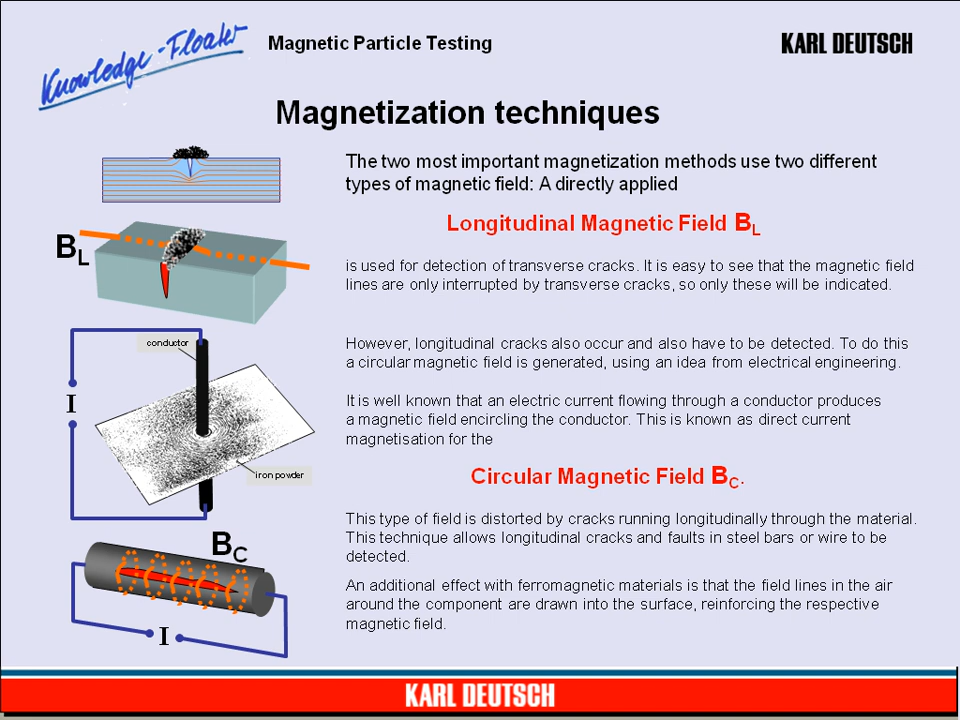 Knowledge-Floater
Magnetic Particle Testing
KARL DEUTSCH
Magnetization techniques
The two most important magnetization methods use two different
types of magnetic field: A directly applied
Longitudinal Magnetic Field BL
BL
is used for detection of transverse cracks. It is easy to see that the magnetic field
lines are only interrupted by transverse cracks, so only these will be indicated.
conductor
I
iron powder
However, longitudinal cracks also occur and also have to be detected. To do this
a circular magnetic field is generated, using an idea from electrical engineering.
It is well known that an electric current flowing through a conductor produces
a magnetic field encircling the conductor. This is known as direct current
magnetisation for the
Circular Magnetic Field BC.
BC
I
This type of field is distorted by cracks running longitudinally through the material.
This technique allows longitudinal cracks and faults in steel bars or wire to be
detected.
An additional effect with ferromagnetic materials is that the field lines in the air
around the component are drawn into the surface, reinforcing the respective
magnetic field.
KARL DEUTSCH